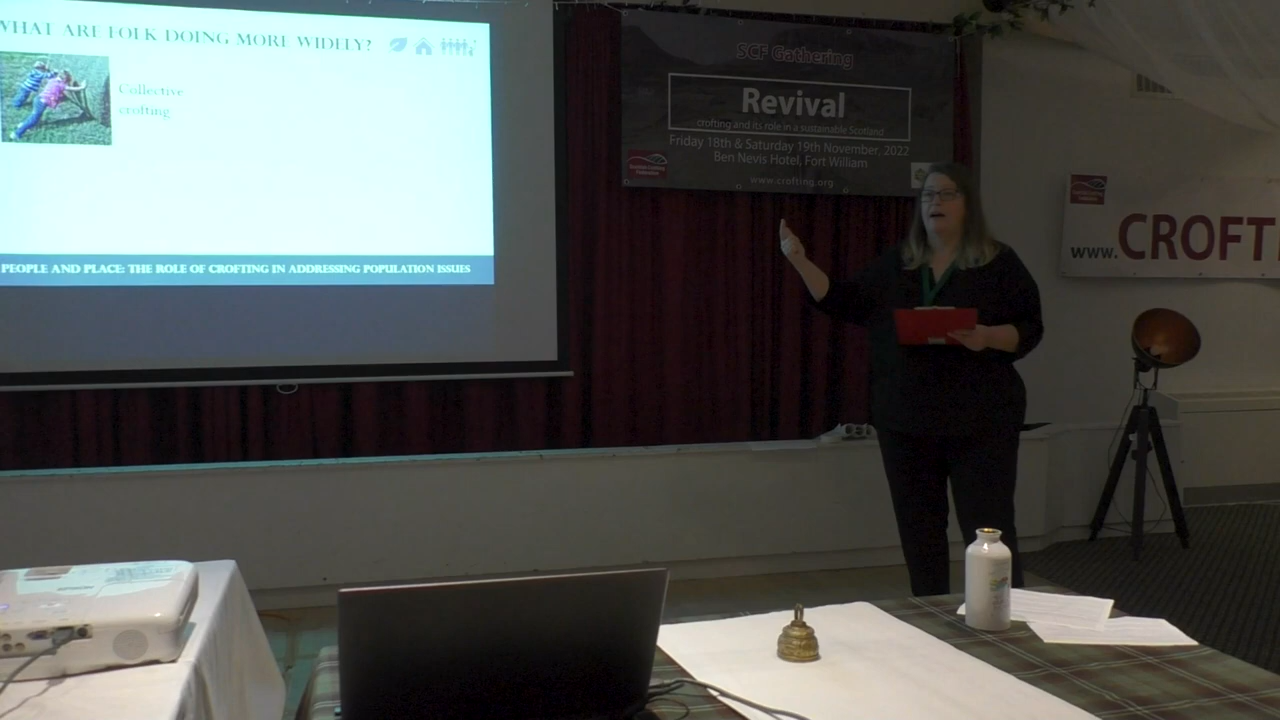 WHAT ARE FOLK DOING MORE WIDELY?
Collective
crofting
PEOPLE AND PLACE: THE ROLE OF CROFTING IN ADDRESSING POPULATION ISSUES
SCF Gathering
Revival
crofting and its role in a sustainable Scotland
Friday 18th & Saturday 19th November, 2022
Ben Nevis Hotel, Fort William
www.crofting.org
www.CROFTI
EPSON